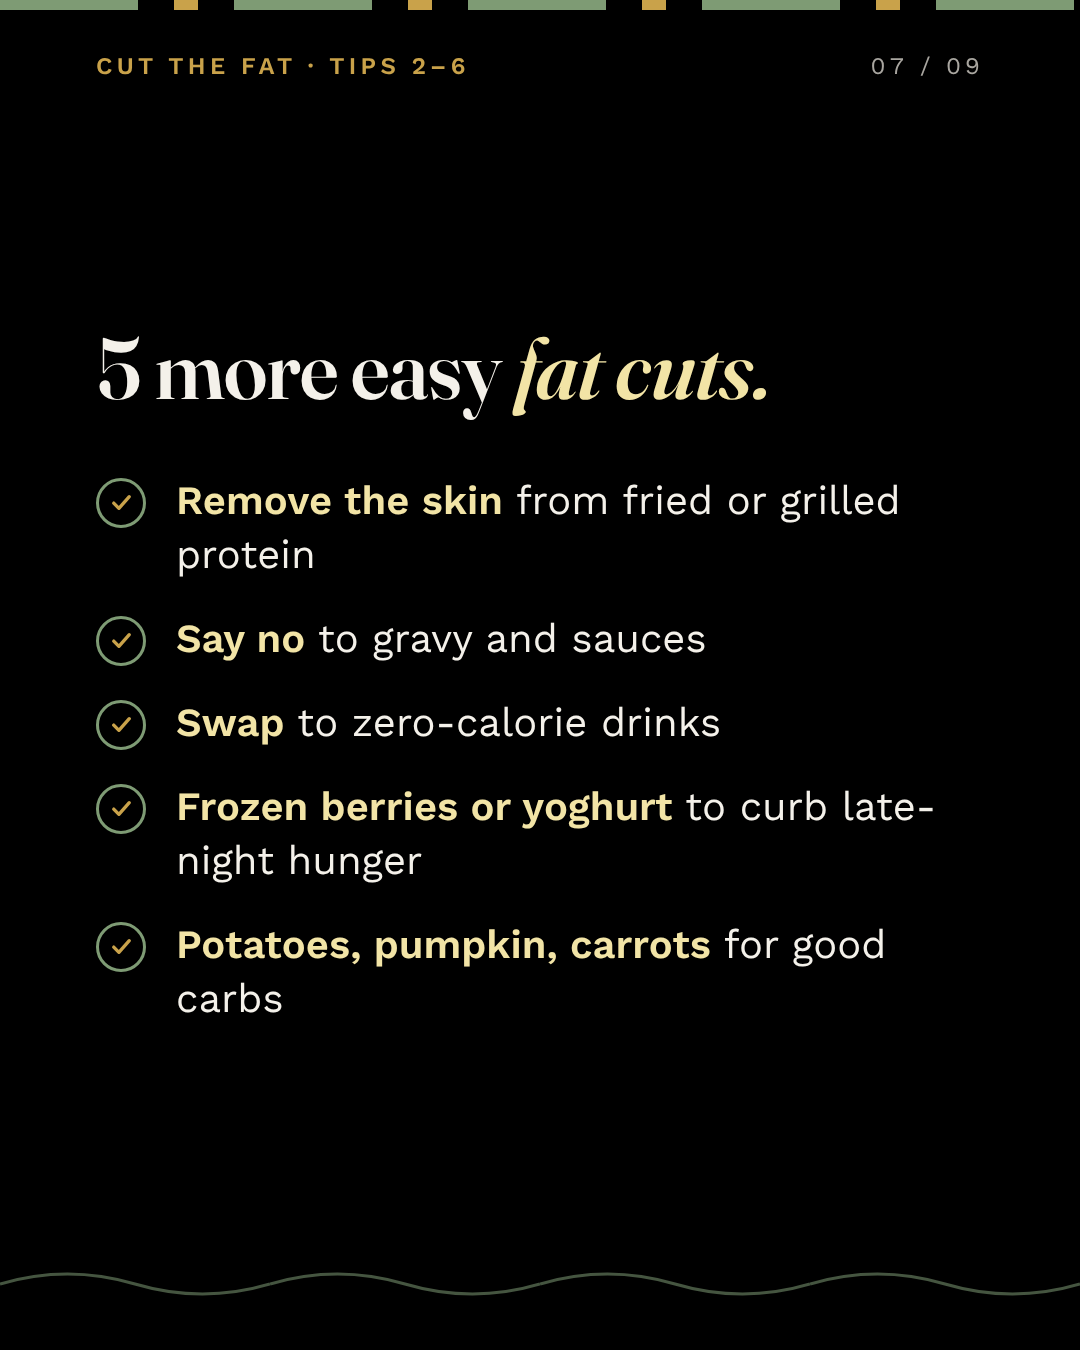 CUT THE FAT · TIPS 2–6
07 / 09
5 more easy fat cuts.
Remove the skin from fried or grilled
protein
Say no to gravy and sauces
Swap to zero-calorie drinks
Frozen berries or yoghurt to curb late-
night hunger
Potatoes, pumpkin, carrots for good
carbs